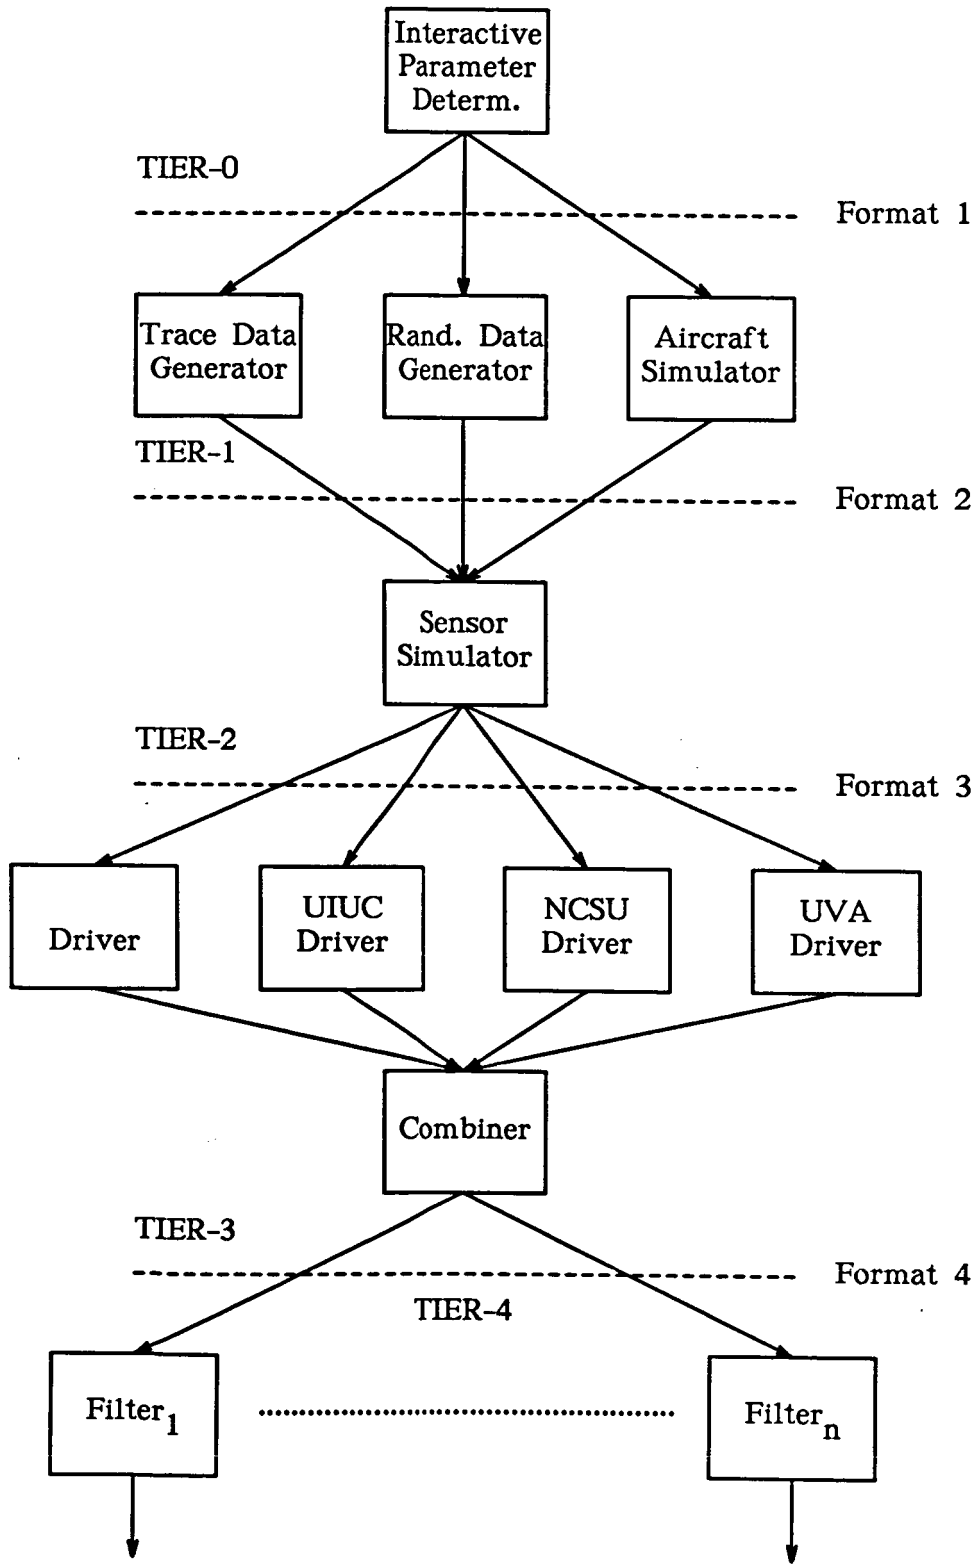 Interactive
Parameter
Determ.
TIER-0
Format 1
Trace Data
Generator
Rand. Data
Generator
Aircraft
Simulator
TIER-1
Format 2
Sensor
Simulator
TIER-2
Format 3
Driver
UIUC
Driver
NCSU
Driver
UVA
Driver
Combiner
TIER-3
Format 4
TIER-4
Filter1
Filtern